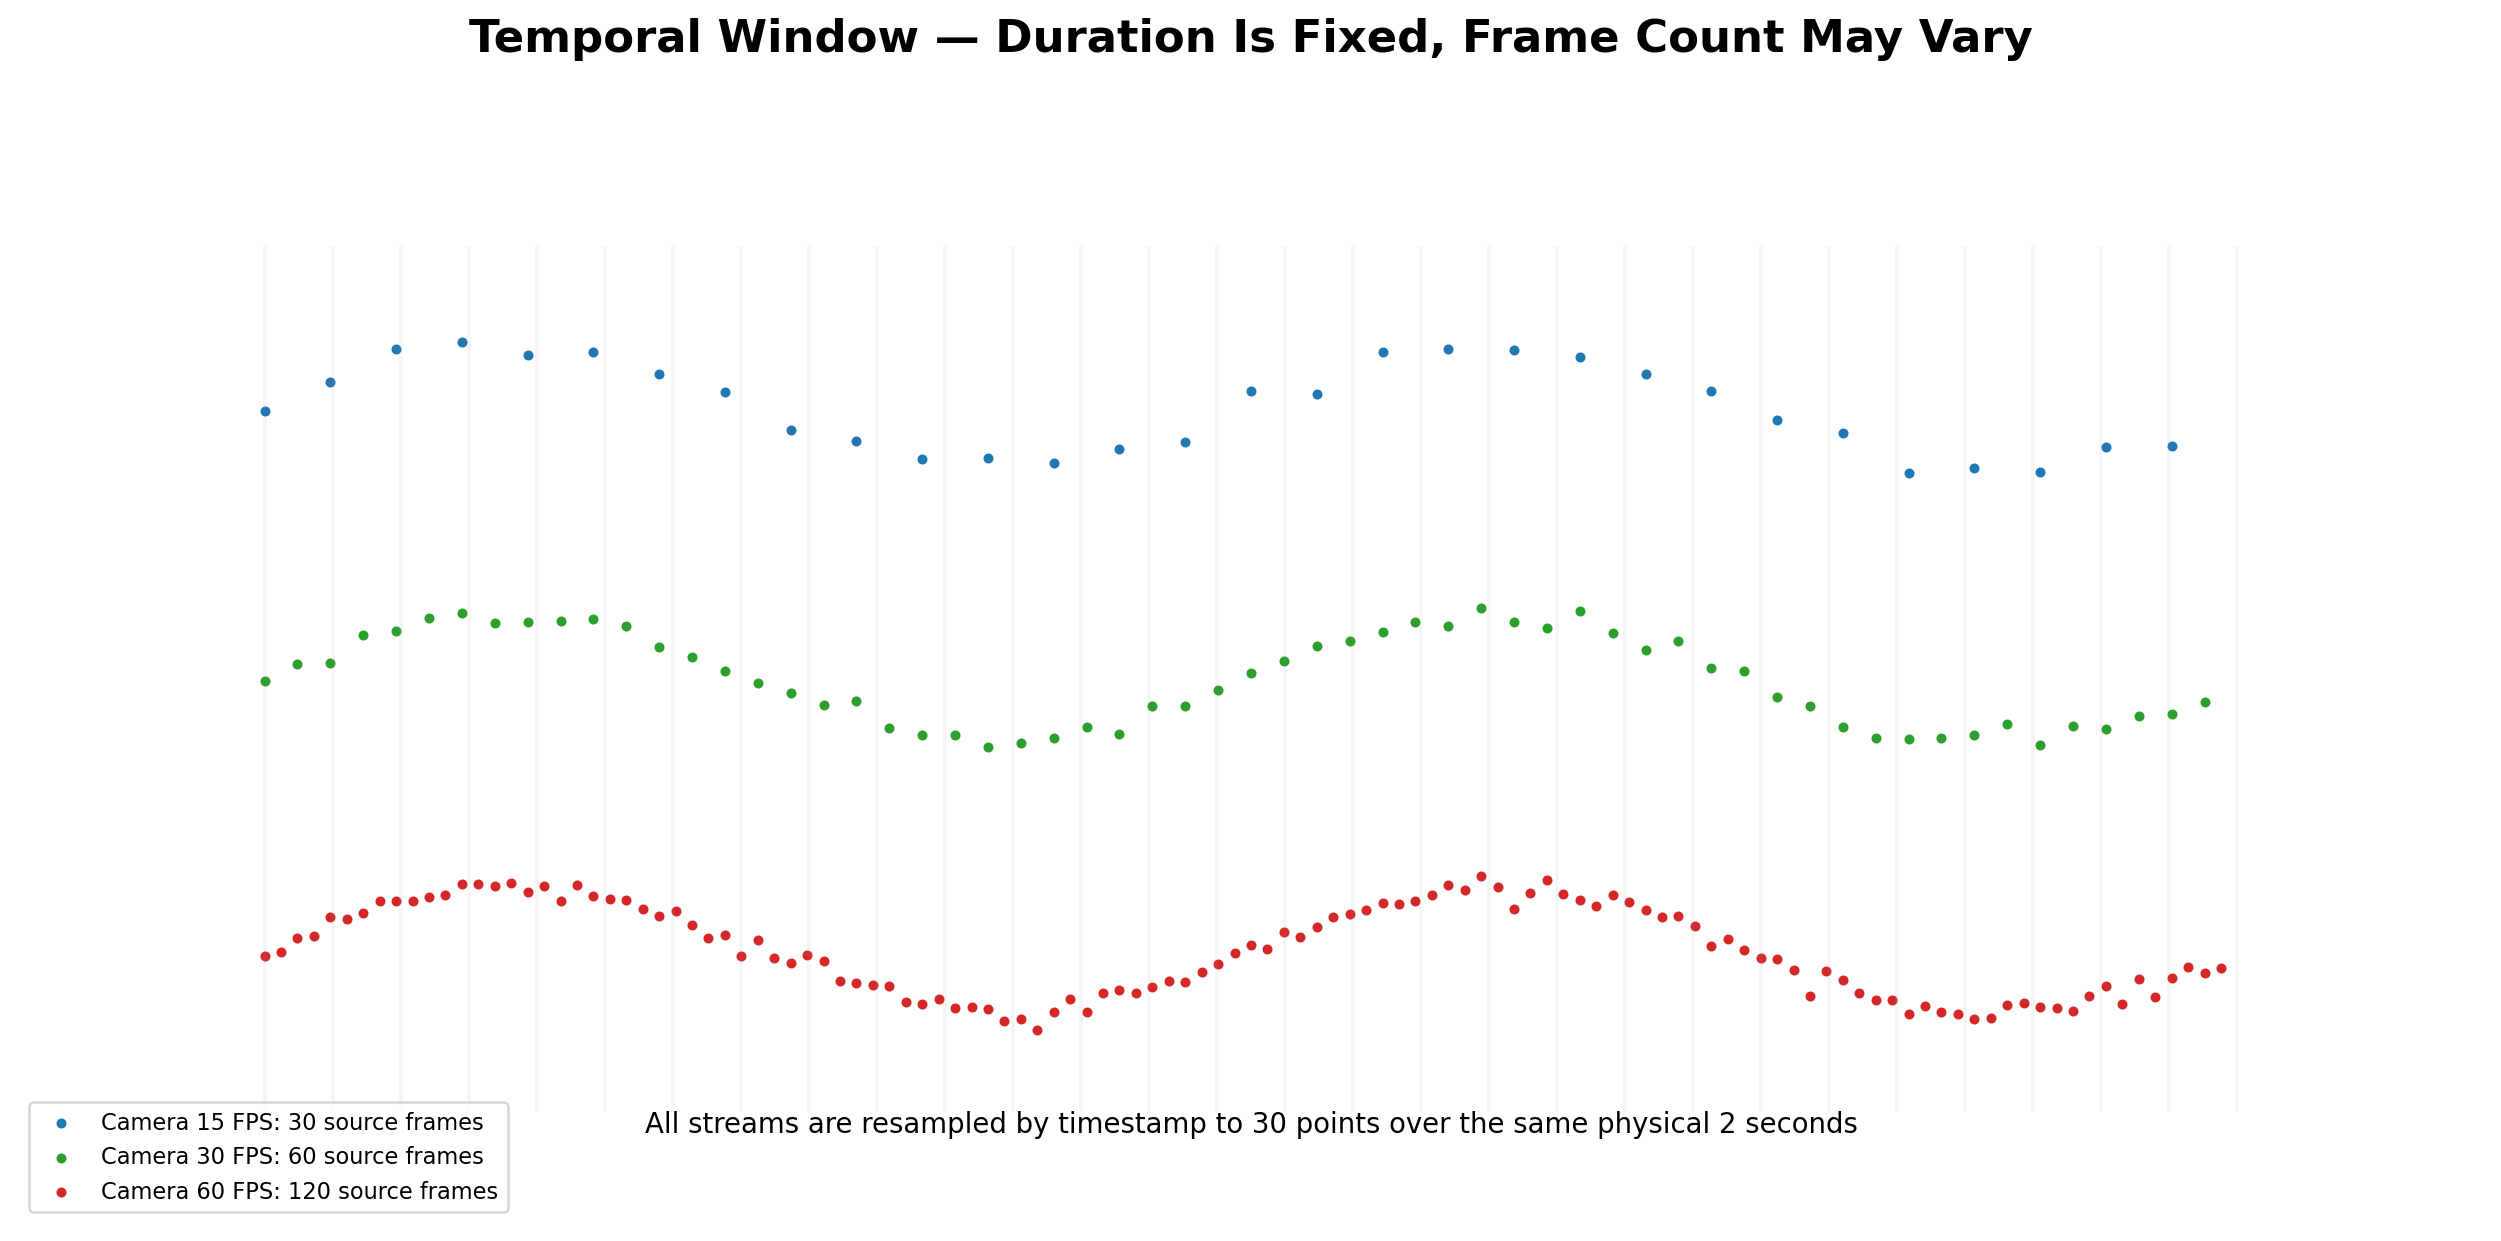 Temporal Window — Duration Is Fixed, Frame Count May Vary
All streams are resampled by timestamp to 30 points over the same physical 2 seconds
Camera 15 FPS: 30 source frames
Camera 30 FPS: 60 source frames
Camera 60 FPS: 120 source frames